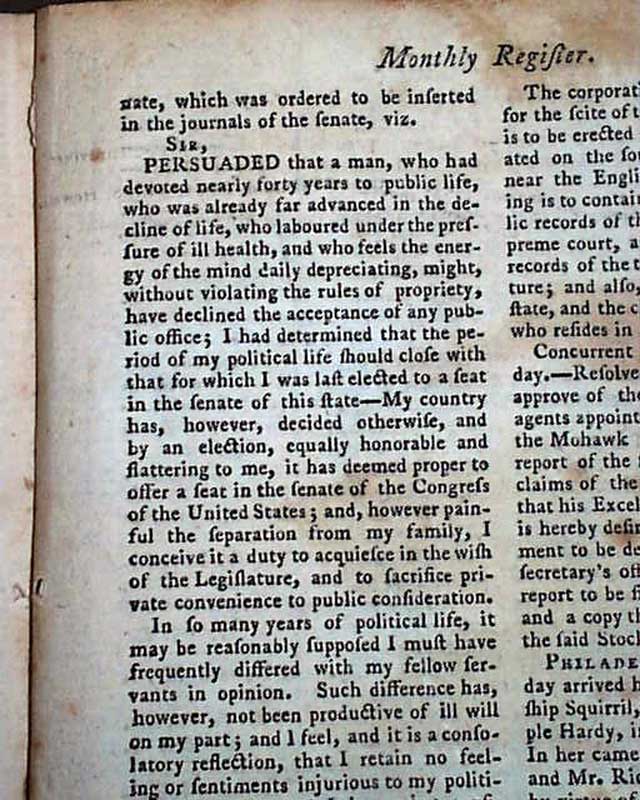 Monthly Regiſter.
nate, which was ordered to be inſerted
in the journals of the ſenate, viz.
SIR,
PERSUADED that a man, who had
devoted nearly forty years to public life,
who was already far advanced in the de-
cline of life, who laboured under the preſ-
ſure of ill health, and who feels the ener-
gy of the mind daily depreciating, might,
without violating the rules of propriety,
have declined the acceptance of any pub-
lic office; I had determined that the pe-
riod of my political life ſhould cloſe with
that for which I was laſt elected to a ſeat
in the ſenate of this ſtate—My country
has, however, decided otherwiſe, and
by an election, equally honorable and
flattering to me, it has deemed proper to
offer a ſeat in the ſenate of the Congreſs
of the United States; and, however pain-
ful the ſeparation from my family, I
conceive it a duty to acquieſce in the wiſh
of the Legiſlature, and to ſacrifice pri-
vate convenience to public conſideration.
In ſo many years of political life, it
may be reaſonably ſuppoſed I muſt have
frequently differed with my fellow ſer-
vants in opinion. Such difference has,
however, not been productive of ill will
on my part; and I feel, and it is a conſo-
latory reflection, that I retain no feel-
ing or ſentiments injurious to my politi-
The corporat
for the ſcite of t
is to be erected
ated on the ſou
near the Engli
ing is to contai
lic records of th
preme court, a
records of the t
ture; and alſo,
ſtate, and the c
who reſides in
Concurrent
day.—Reſolve
approve of the
agents appoint
the Mohawk
report of the
claims of the
that his Excel
is hereby deſir
ment to be de
ſecretary's off
report to be fi
and a copy th
the ſaid Stoc
PHILADE
day arrived h
ſhip Squirril,
ple Hardy, i
In her came
and Mr. Ric